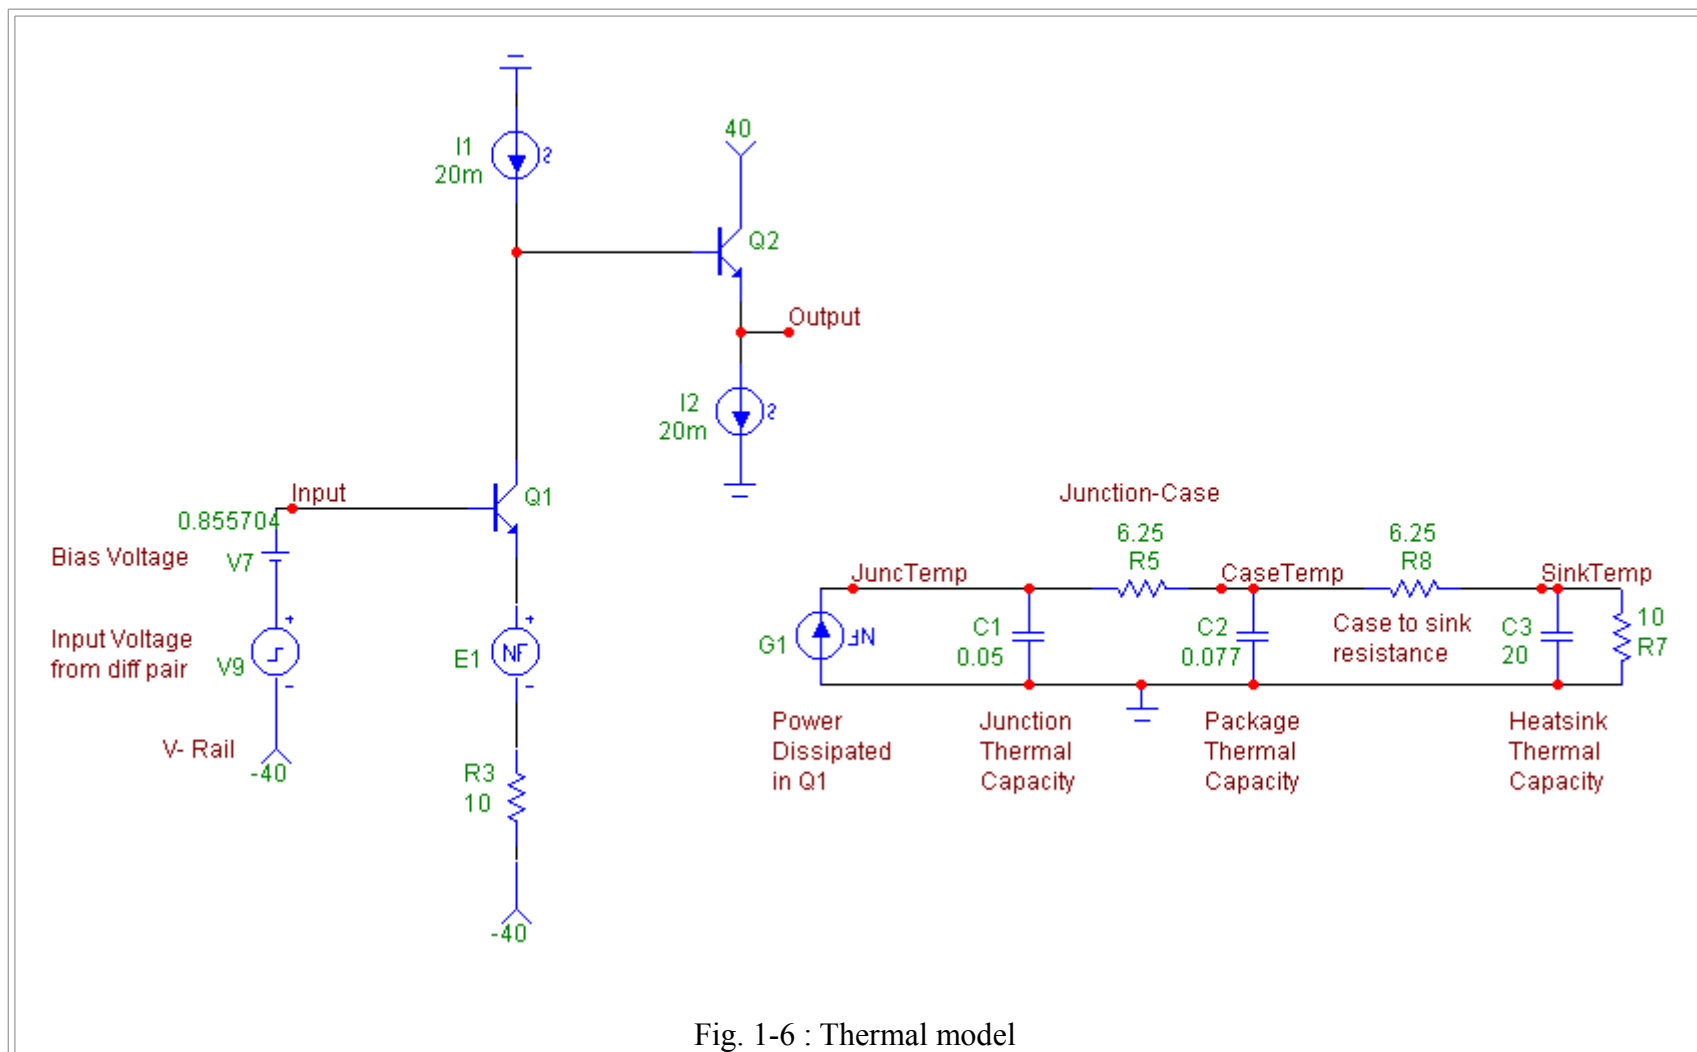 I1
20m
40
Q2
Output
I2
20m
Input
Q1
0.855704
Bias Voltage
V7
Input Voltage
from diff pair
V9
+
-
E1
+
NF
-
V- Rail
-40
R3
10
-40
Junction-Case
6.25
R5
6.25
R8
JuncTemp
CaseTemp
SinkTemp
G1
NF
C1
0.05
C2
0.077
Case to sink
resistance
C3
20
10
R7
Power
Dissipated
in Q1
Junction
Thermal
Capacity
Package
Thermal
Capacity
Heatsink
Thermal
Capacity
Fig. 1-6 : Thermal model